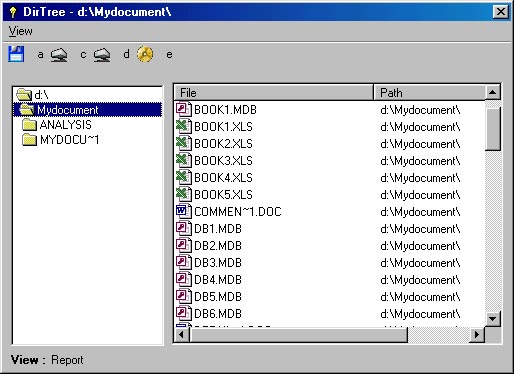 DirTree - d:\Mydocument\
View
a c d e
d:\
Mydocument
ANALYSIS
MYDOCU~1
File Path
BOOK1.MDB d:\Mydocument\
BOOK1.XLS d:\Mydocument\
BOOK2.XLS d:\Mydocument\
BOOK3.XLS d:\Mydocument\
BOOK4.XLS d:\Mydocument\
BOOK5.XLS d:\Mydocument\
COMMEN~1.DOC d:\Mydocument\
DB1.MDB d:\Mydocument\
DB2.MDB d:\Mydocument\
DB3.MDB d:\Mydocument\
DB4.MDB d:\Mydocument\
DB5.MDB d:\Mydocument\
DB6.MDB d:\Mydocument\
View : Report